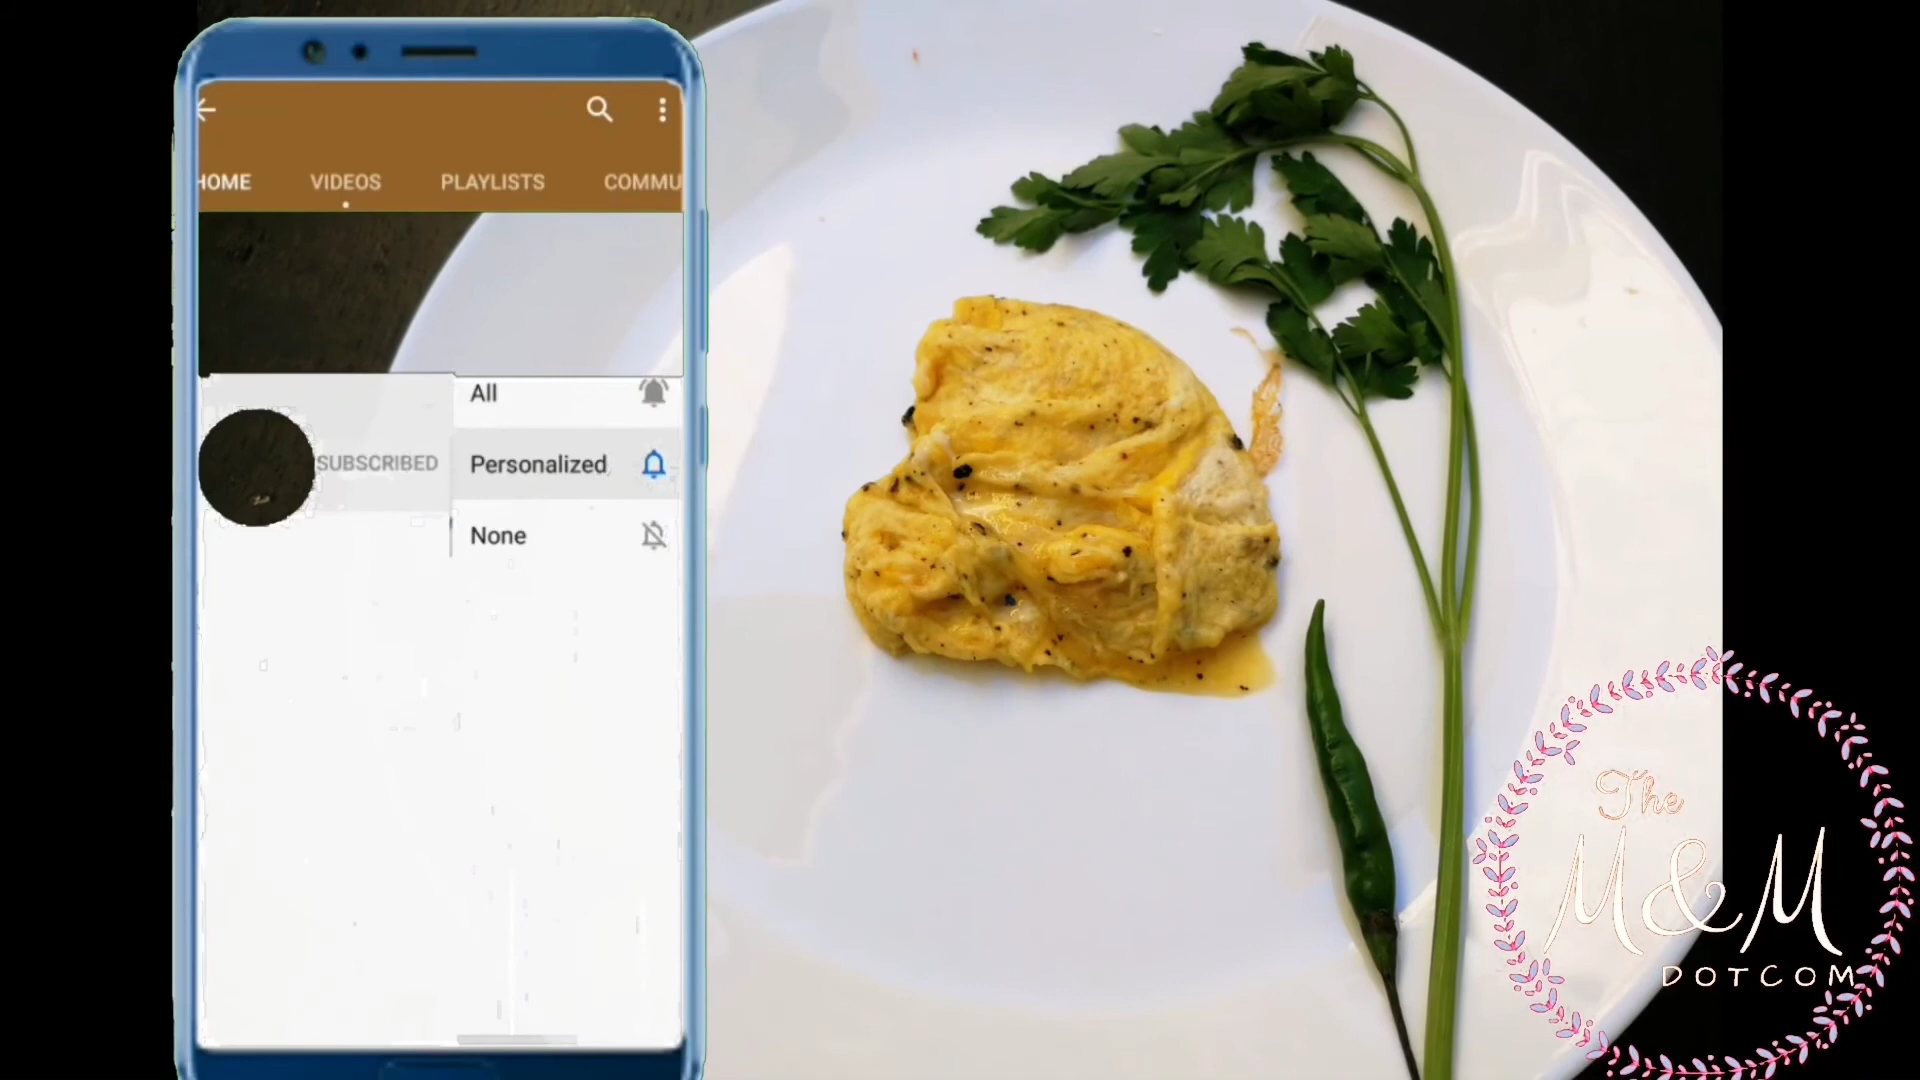 HOME VIDEOS PLAYLISTS COMMU
All
SUBSCRIBED Personalized
None
The
M&M
DOTCOM